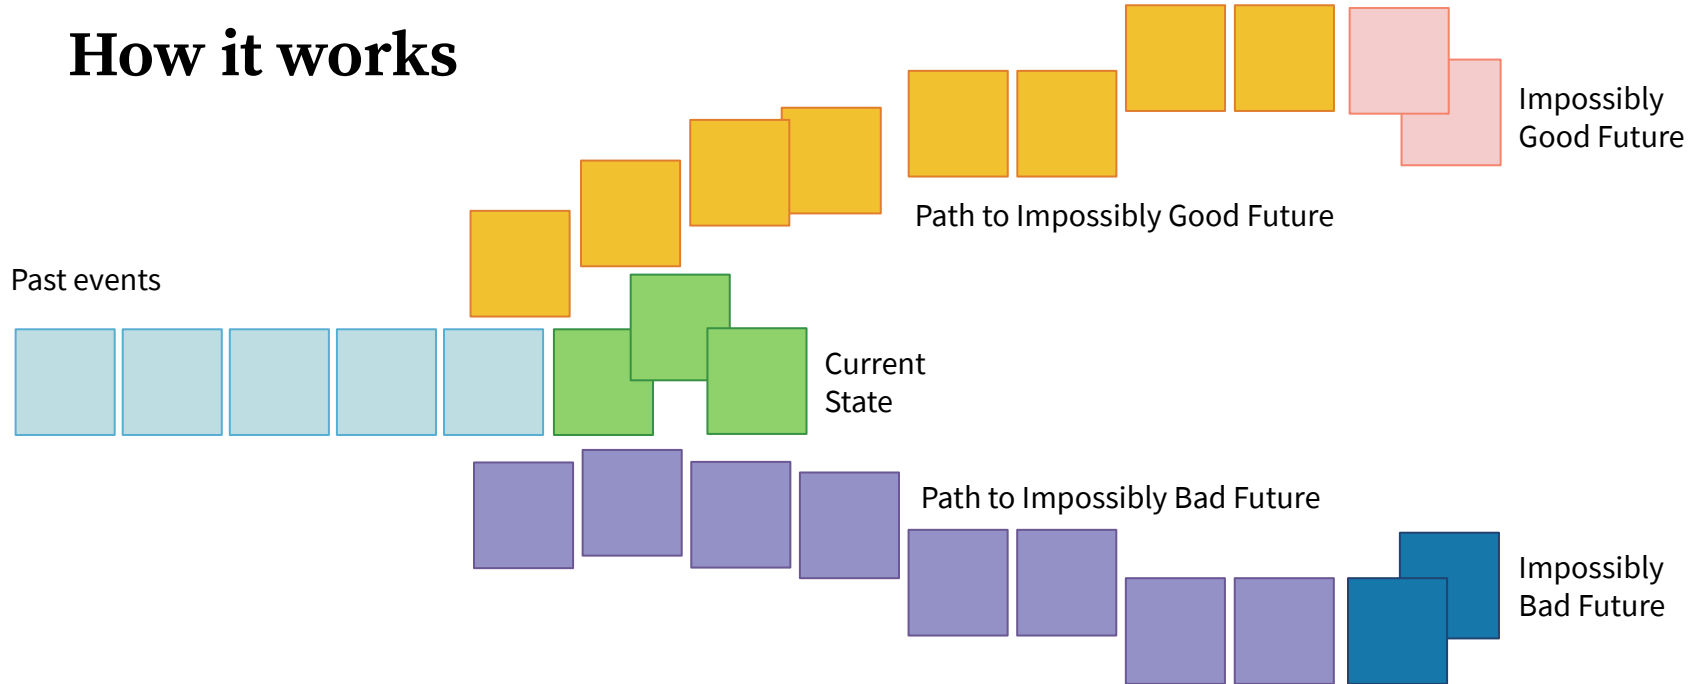 How it works
Impossibly
Good Future
Path to Impossibly Good Future
Past events
Current
State
Path to Impossibly Bad Future
Impossibly
Bad Future